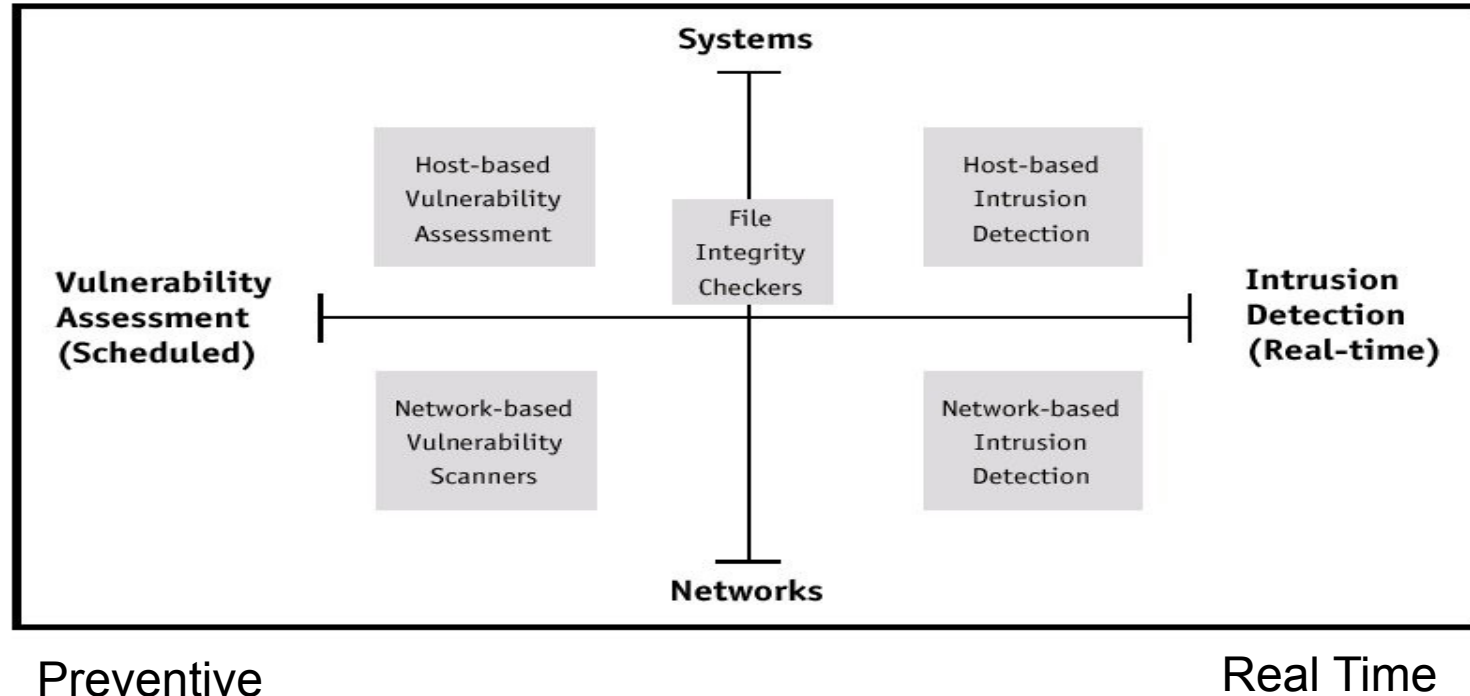 Systems
Host-based
Vulnerability
Assessment
File
Integrity
Checkers
Host-based
Intrusion
Detection
Vulnerability
Assessment
(Scheduled)
Intrusion
Detection
(Real-time)
Network-based
Vulnerability
Scanners
Network-based
Intrusion
Detection
Networks
Preventive
Real Time